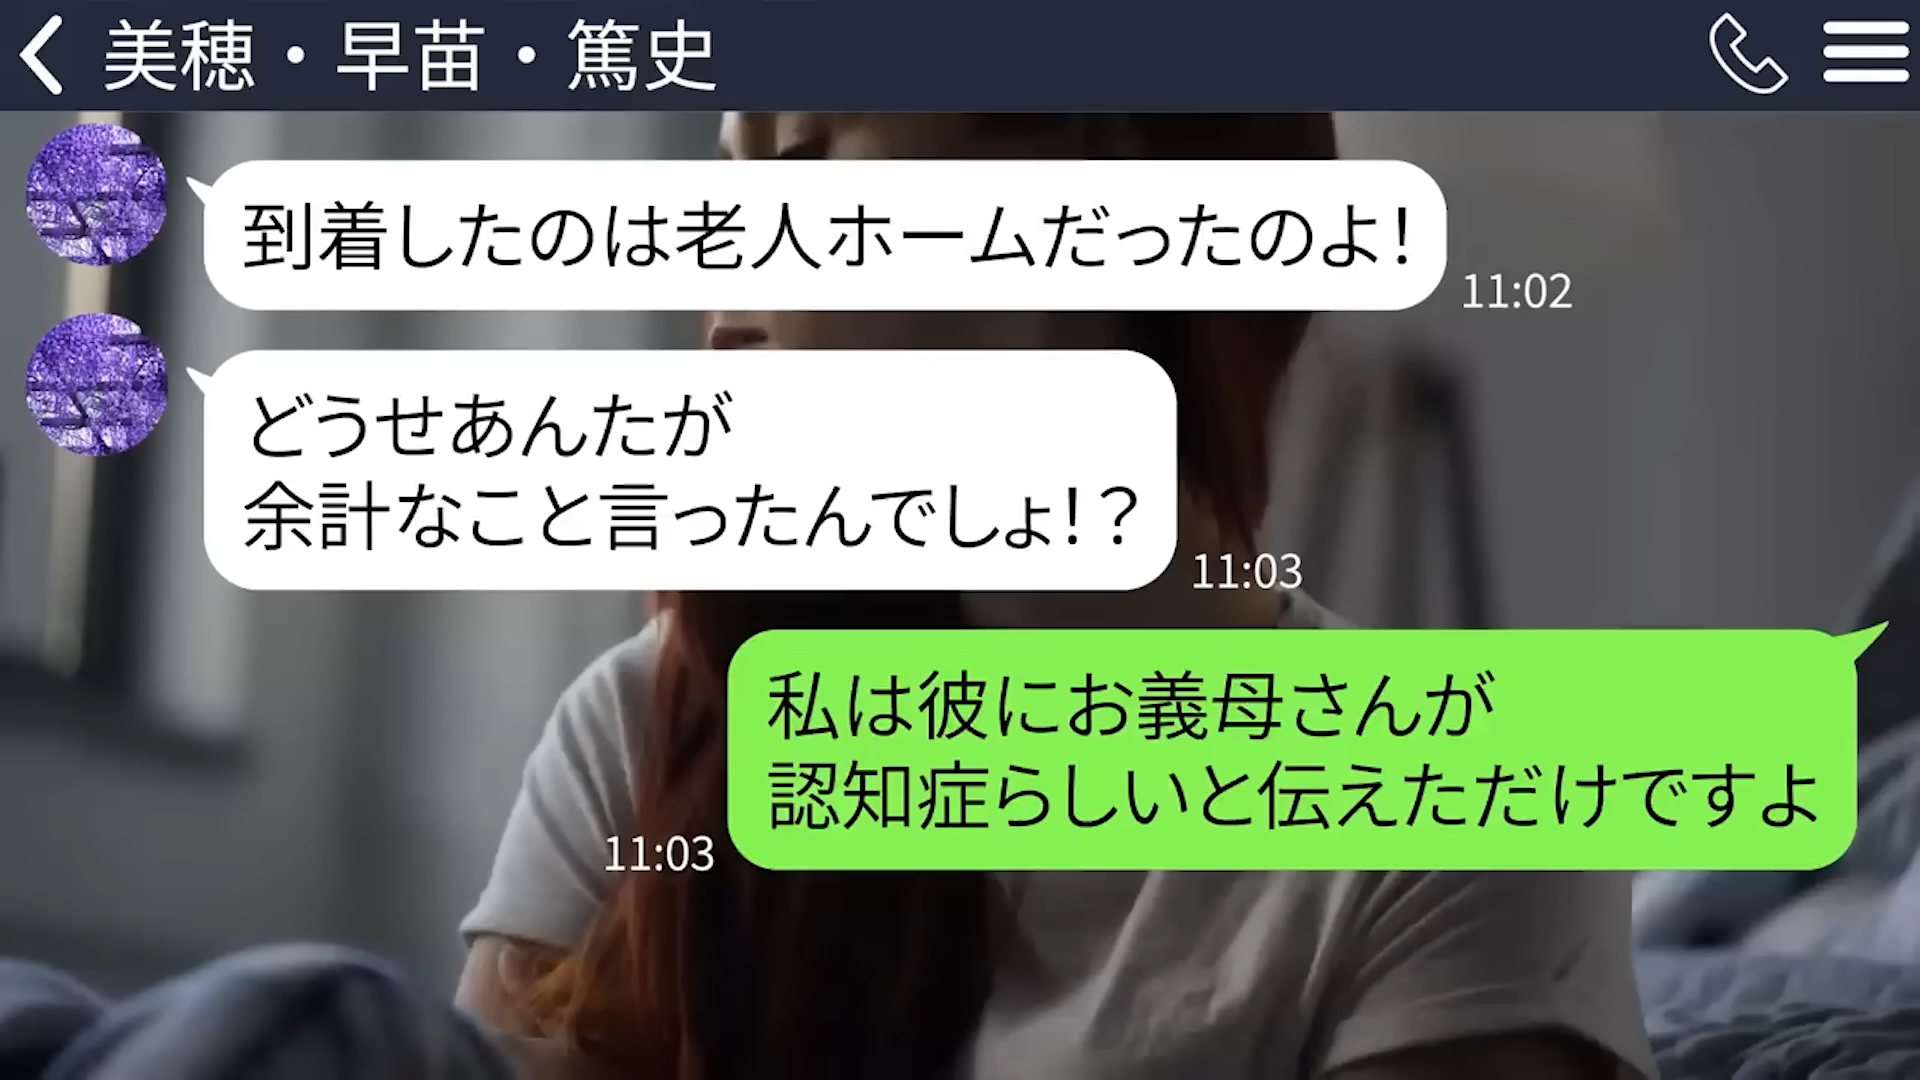 美穂・早苗・篤史
到着したのは老人ホームだったのよ！
11:02
どうせあんたが
余計なこと言ったんでしょ！？
11:03
私は彼にお義母さんが
認知症らしいと伝えただけですよ
11:03